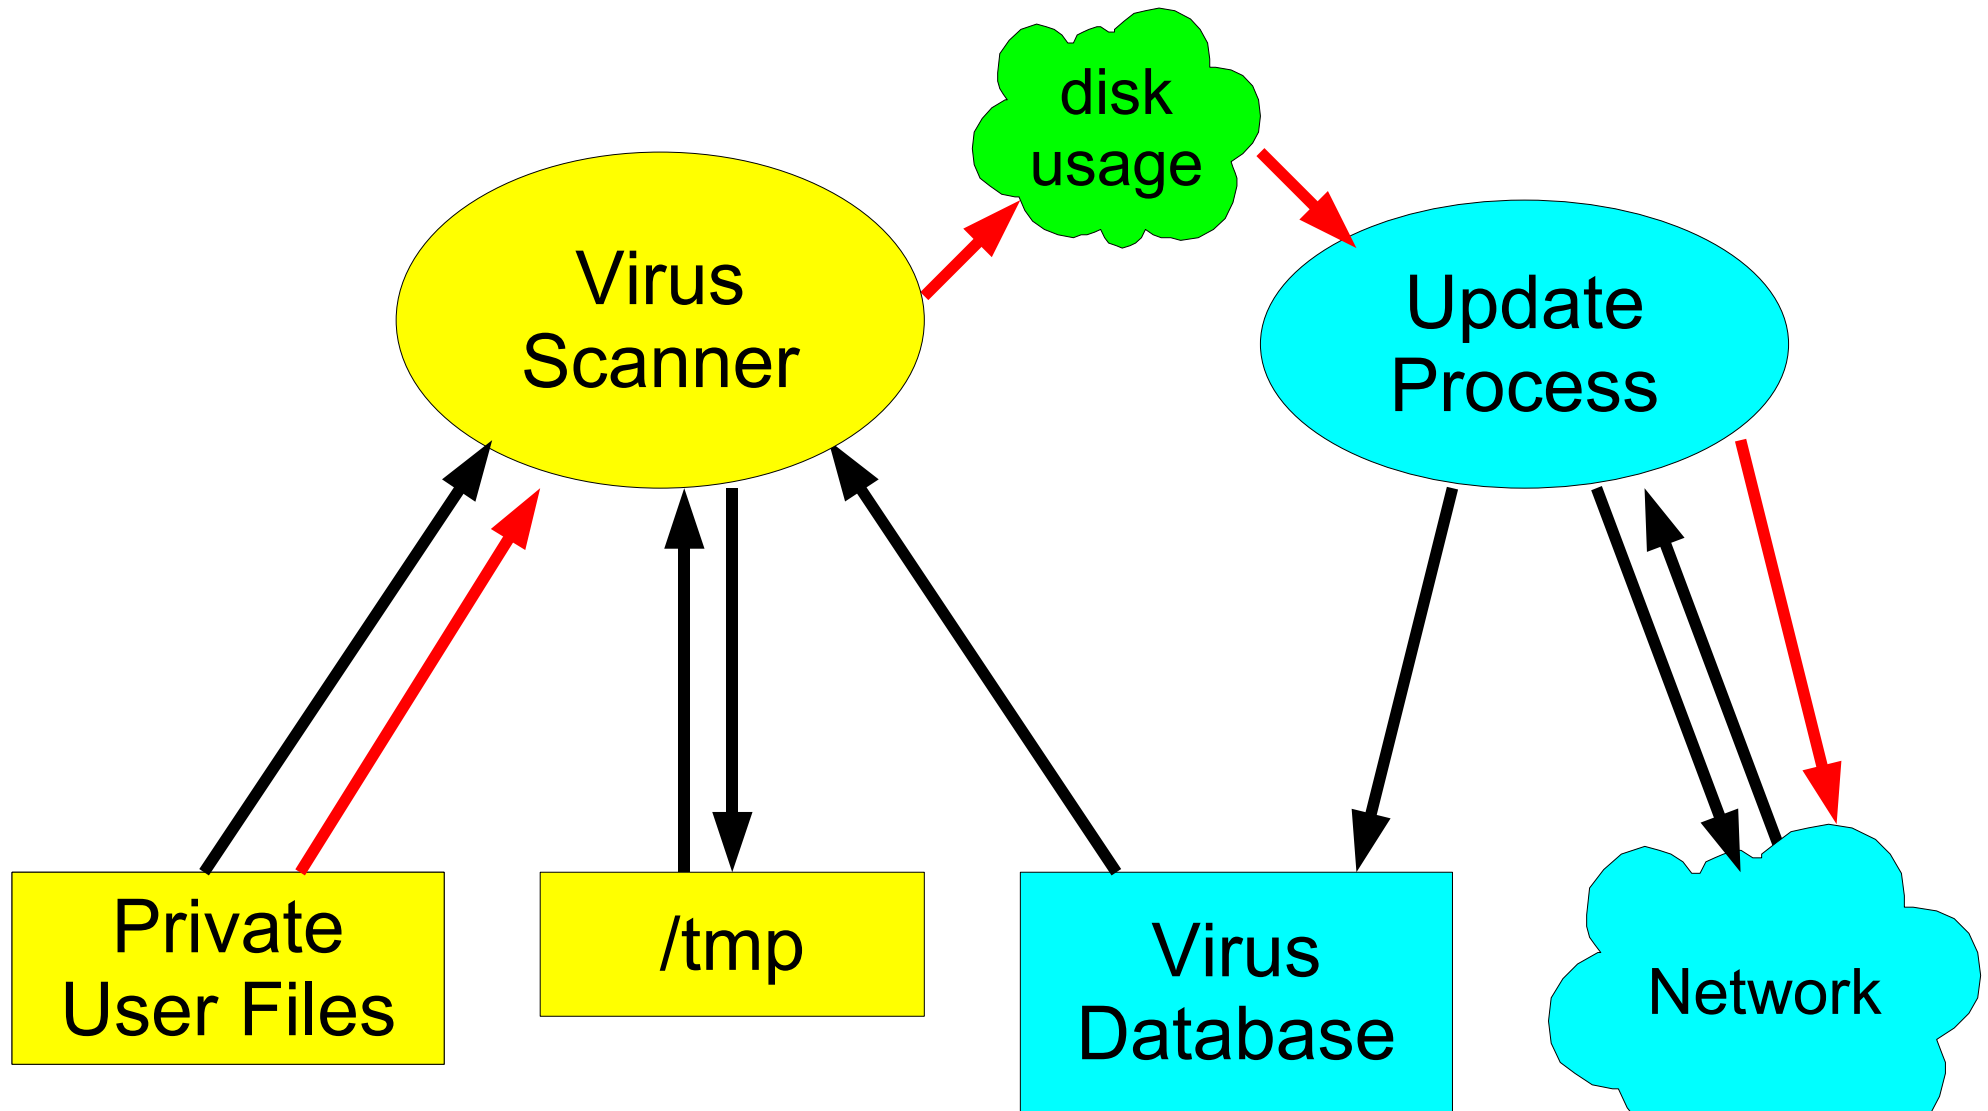 disk
usage
Virus
Scanner
Update
Process
Private
User Files
/tmp
Virus
Database
Network